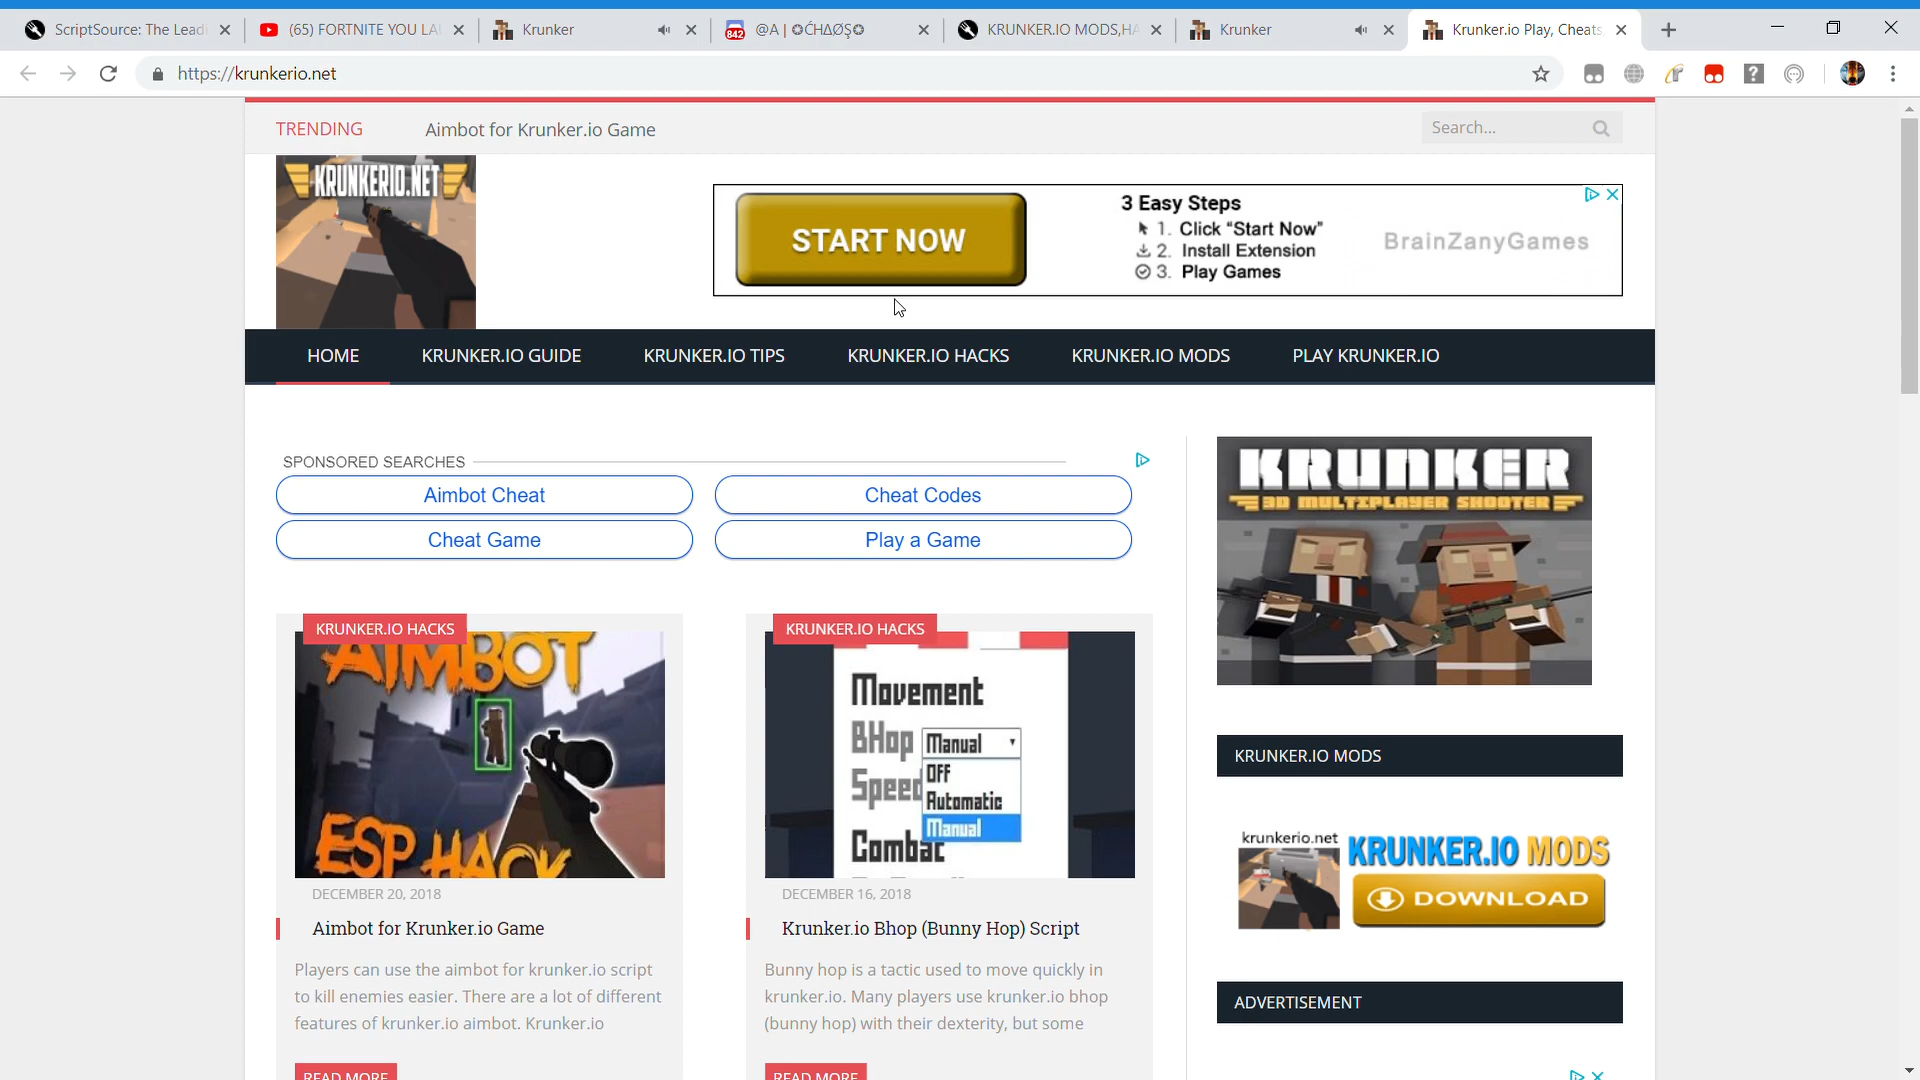 ScriptSource: The Leadi
(65) FORTNITE YOU LA
Krunker
842
@A | ✪ĆHΔØŞ✪
KRUNKER.IO MODS,HA
Krunker
Krunker.io Play, Cheats,
https://krunkerio.net
TRENDING
Aimbot for Krunker.io Game
Search...
KRUNKERIO.NET
START NOW
3 Easy Steps
1. Click “Start Now”
2. Install Extension
3. Play Games
BrainZanyGames
HOME
KRUNKER.IO GUIDE
KRUNKER.IO TIPS
KRUNKER.IO HACKS
KRUNKER.IO MODS
PLAY KRUNKER.IO
SPONSORED SEARCHES
Aimbot Cheat
Cheat Codes
Cheat Game
Play a Game
KRUNKER.IO HACKS
AIMBOT
ESP HACK
DECEMBER 20, 2018
Aimbot for Krunker.io Game
Players can use the aimbot for krunker.io script
to kill enemies easier. There are a lot of different
features of krunker.io aimbot. Krunker.io
READ MORE
KRUNKER.IO HACKS
Movement
BHop
Manual
Off
Speed
Automatic
Manual
Combat
DECEMBER 16, 2018
Krunker.io Bhop (Bunny Hop) Script
Bunny hop is a tactic used to move quickly in
krunker.io. Many players use krunker.io bhop
(bunny hop) with their dexterity, but some
READ MORE
KRUNKER
3D MULTIPLAYER SHOOTER
KRUNKER.IO MODS
krunkerio.net
KRUNKER.IO MODS
DOWNLOAD
ADVERTISEMENT